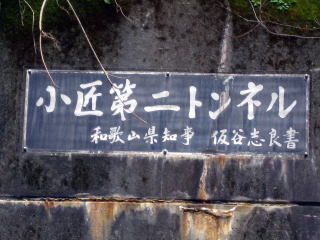 小匠第二トンネル
和歌山県知事 仮谷志良書